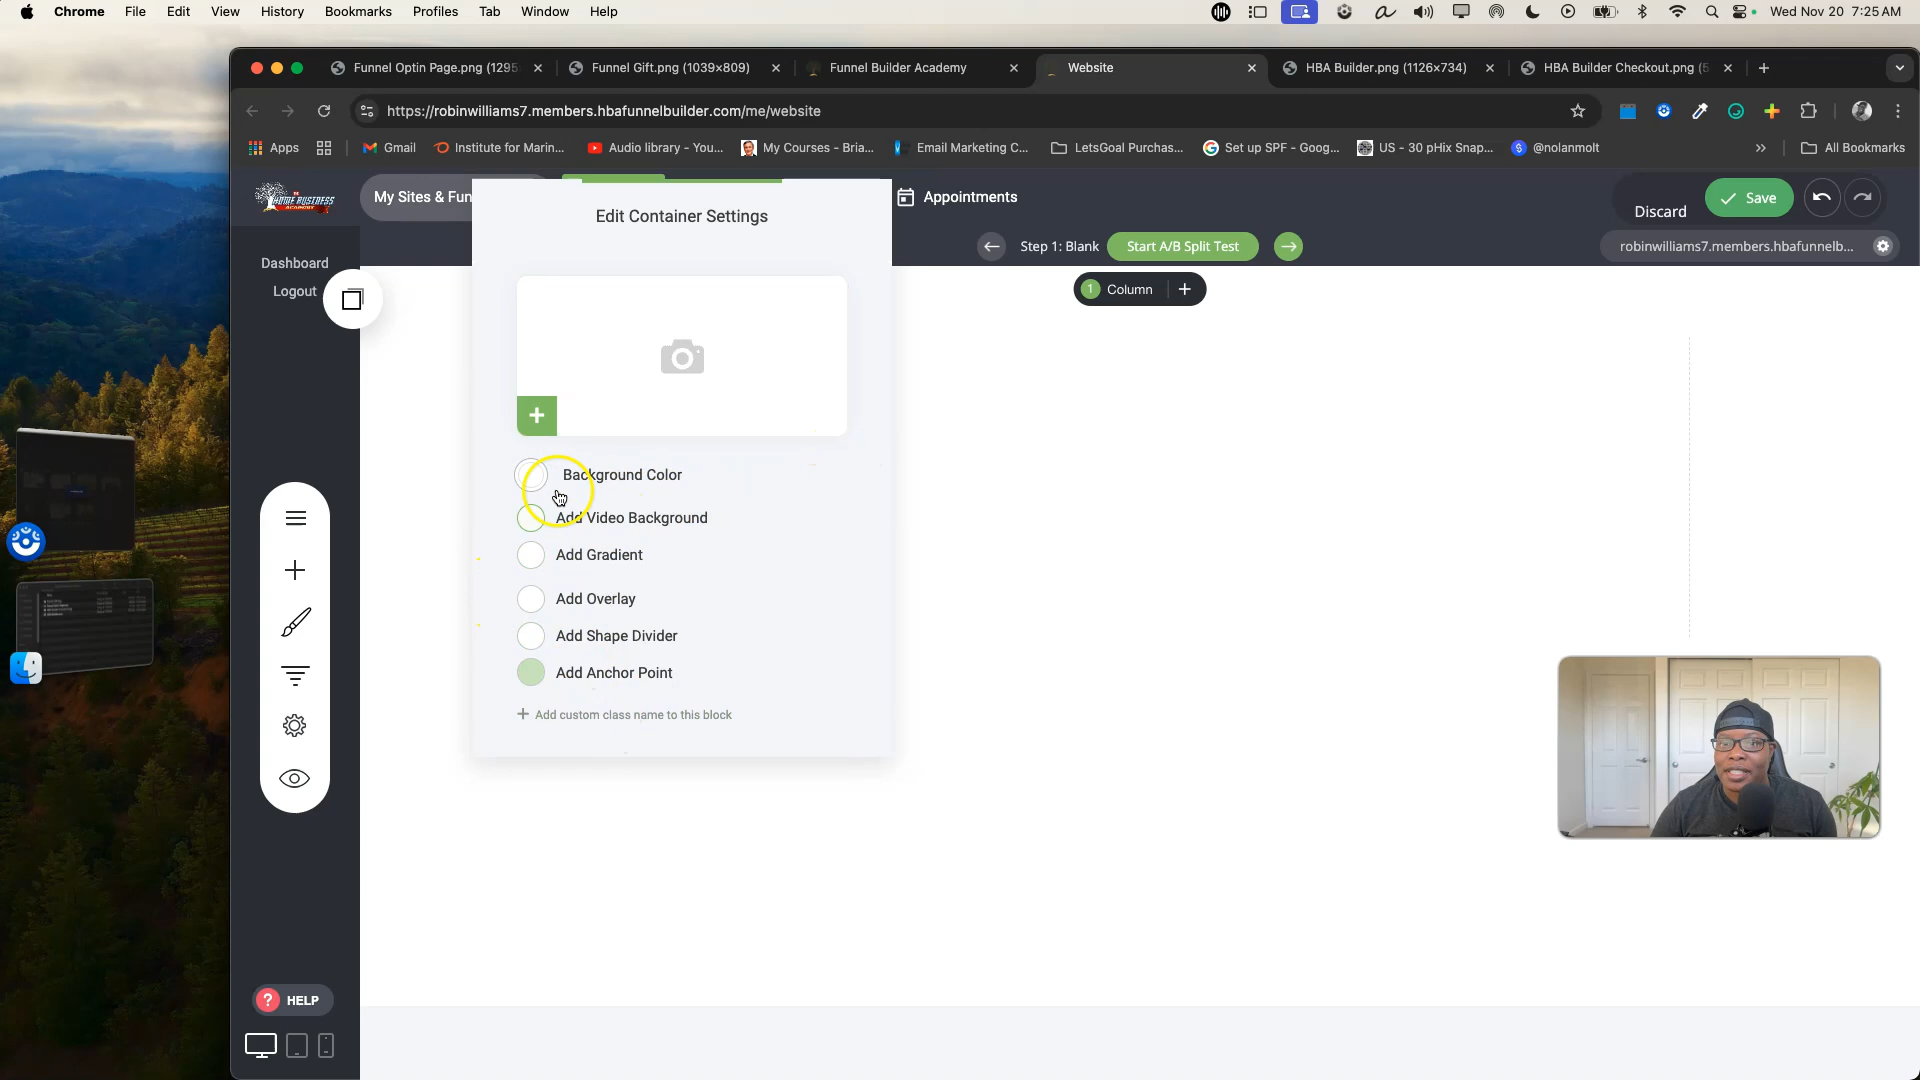 Chrome File Edit View History Bookmarks Profiles Tab Window Help
Wed Nov 20 7:25 AM
Funnel Optin Page.png (1295
Funnel Gift.png (1039×809)
Funnel Builder Academy
Website
HBA Builder.png (1126×734)
HBA Builder Checkout.png (5
https://robinwilliams7.members.hbafunnelbuilder.com/me/website
Apps
Gmail
Institute for Marin...
Audio library - You...
My Courses - Bria...
Email Marketing C...
LetsGoal Purchas...
Set up SPF - Goog...
US - 30 pHix Snap...
@nolanmolt
All Bookmarks
HOME BUSINESS
ACADEMY
My Sites & Fun
Appointments
Discard
Save
Edit Container Settings
Step 1: Blank
Start A/B Split Test
robinwilliams7.members.hbafunnelb...
Dashboard
Logout
1 Column +
Background Color
Add Video Background
Add Gradient
Add Overlay
Add Shape Divider
Add Anchor Point
+ Add custom class name to this block
? HELP